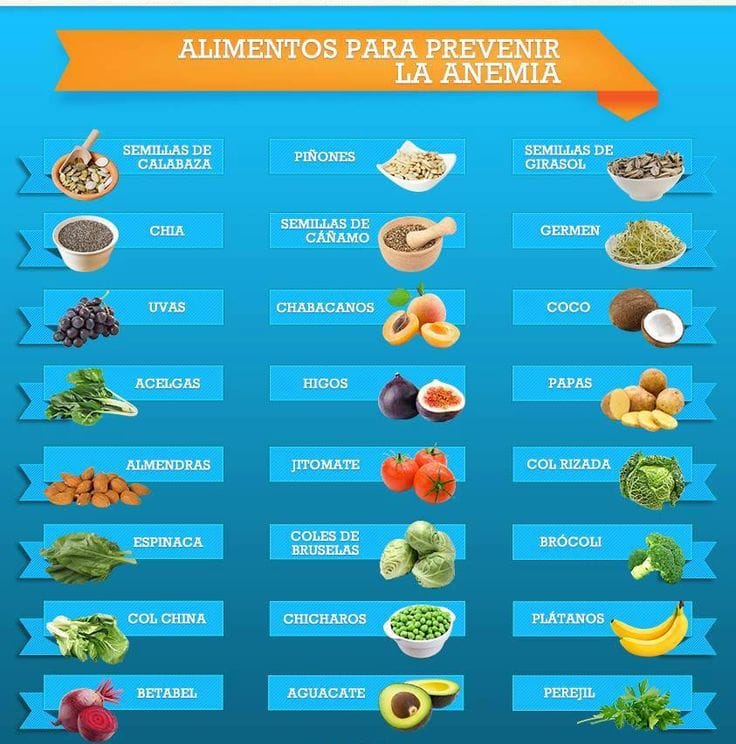 ALIMENTOS PARA PREVENIR
LA ANEMIA
SEMILLAS DE
CALABAZA
PIÑONES
SEMILLAS DE
GIRASOL
CHIA
SEMILLAS DE
CÁÑAMO
GERMEN
UVAS
CHABACANOS
COCO
ACELGAS
HIGOS
PAPAS
ALMENDRAS
JITOMATE
COL RIZADA
ESPINACA
COLES DE
BRUSELAS
BRÓCOLI
COL CHINA
CHICHAROS
PLÁTANOS
BETABEL
AGUACATE
PEREJIL